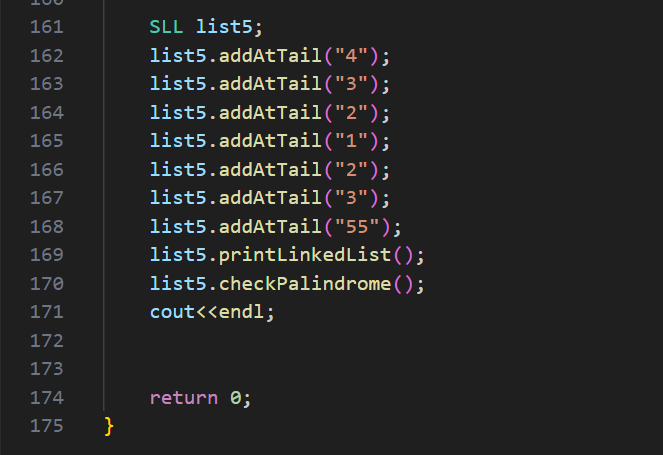 161 SLL list5;
162 list5.addAtTail("4");
163 list5.addAtTail("3");
164 list5.addAtTail("2");
165 list5.addAtTail("1");
166 list5.addAtTail("2");
167 list5.addAtTail("3");
168 list5.addAtTail("55");
169 list5.printLinkedList();
170 list5.checkPalindrome();
171 cout<<endl;
172
173
174 return 0;
175 }